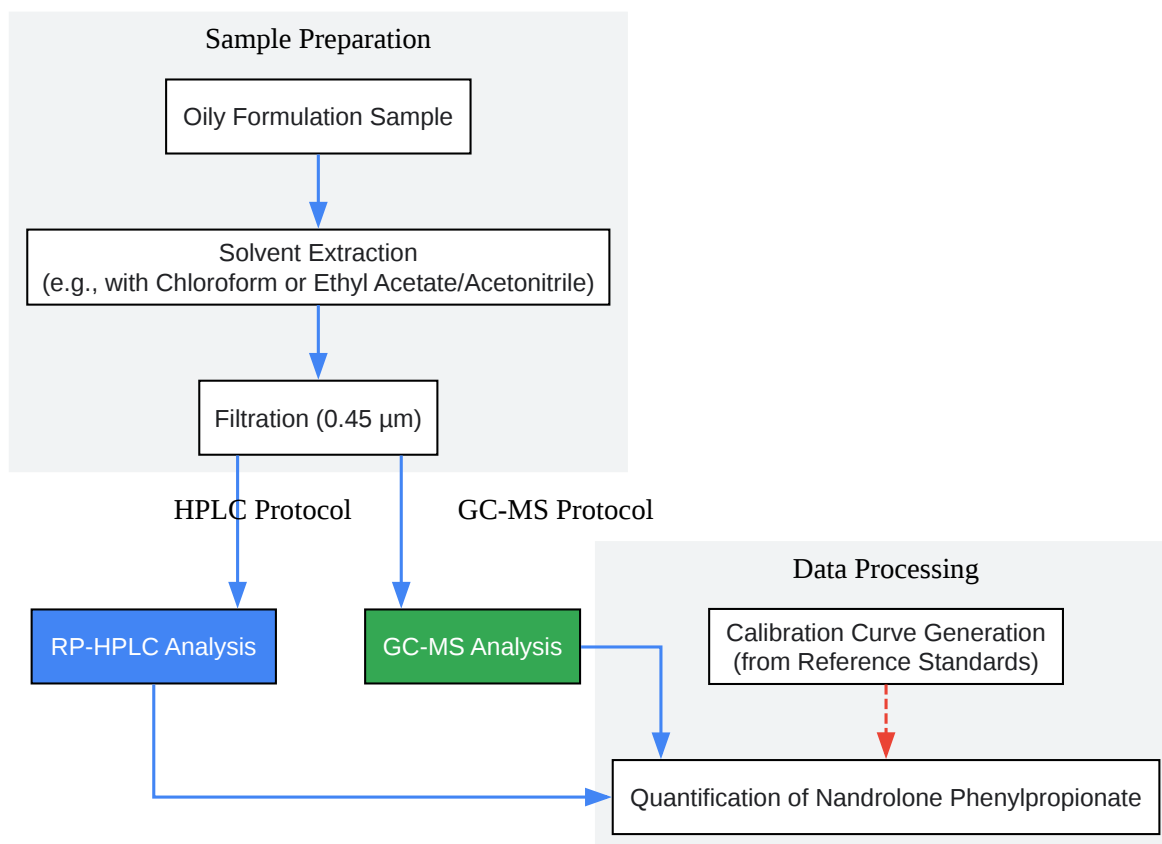 Sample Preparation
Oily Formulation Sample
Solvent Extraction
(e.g., with Chloroform or Ethyl Acetate/Acetonitrile)
Filtration (0.45 µm)
HPLC Protocol
GC-MS Protocol
Data Processing
RP-HPLC Analysis
GC-MS Analysis
Calibration Curve Generation
(from Reference Standards)
Quantification of Nandrolone Phenylpropionate